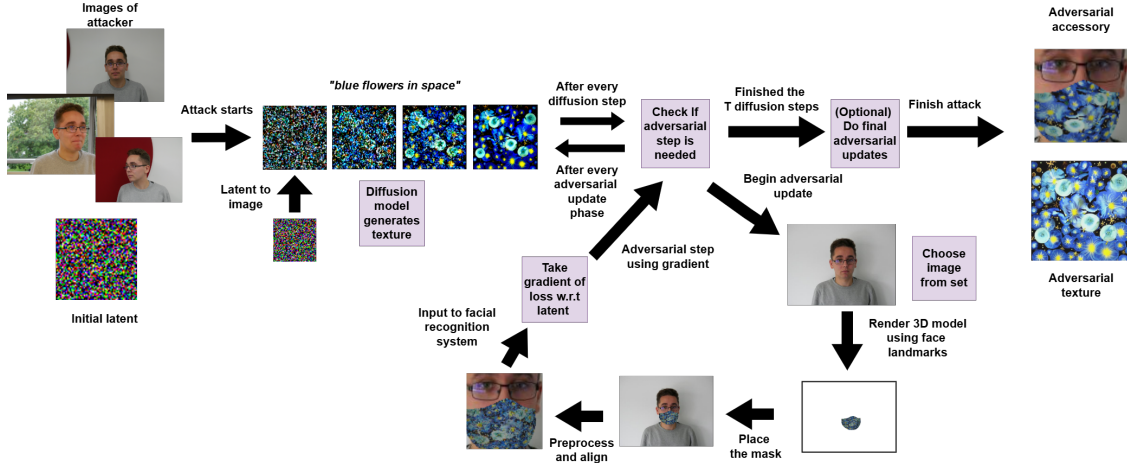 Images of
attacker
Attack starts
Initial latent
"blue flowers in space"
Latent to
image
Diffusion
model
generates
texture
After every
diffusion step
After every
adversarial
update
phase
Check If
adversarial
step is
needed
Finished the
T diffusion steps
(Optional)
Do final
adversarial
updates
Finish attack
Adversarial
accessory
Adversarial
texture
Begin adversarial
update
Choose
image
from set
Render 3D model
using face
landmarks
Place
the mask
Preprocess
and align
Input to facial
recognition
system
Take
gradient of
loss w.r.t
latent
Adversarial step
using gradient